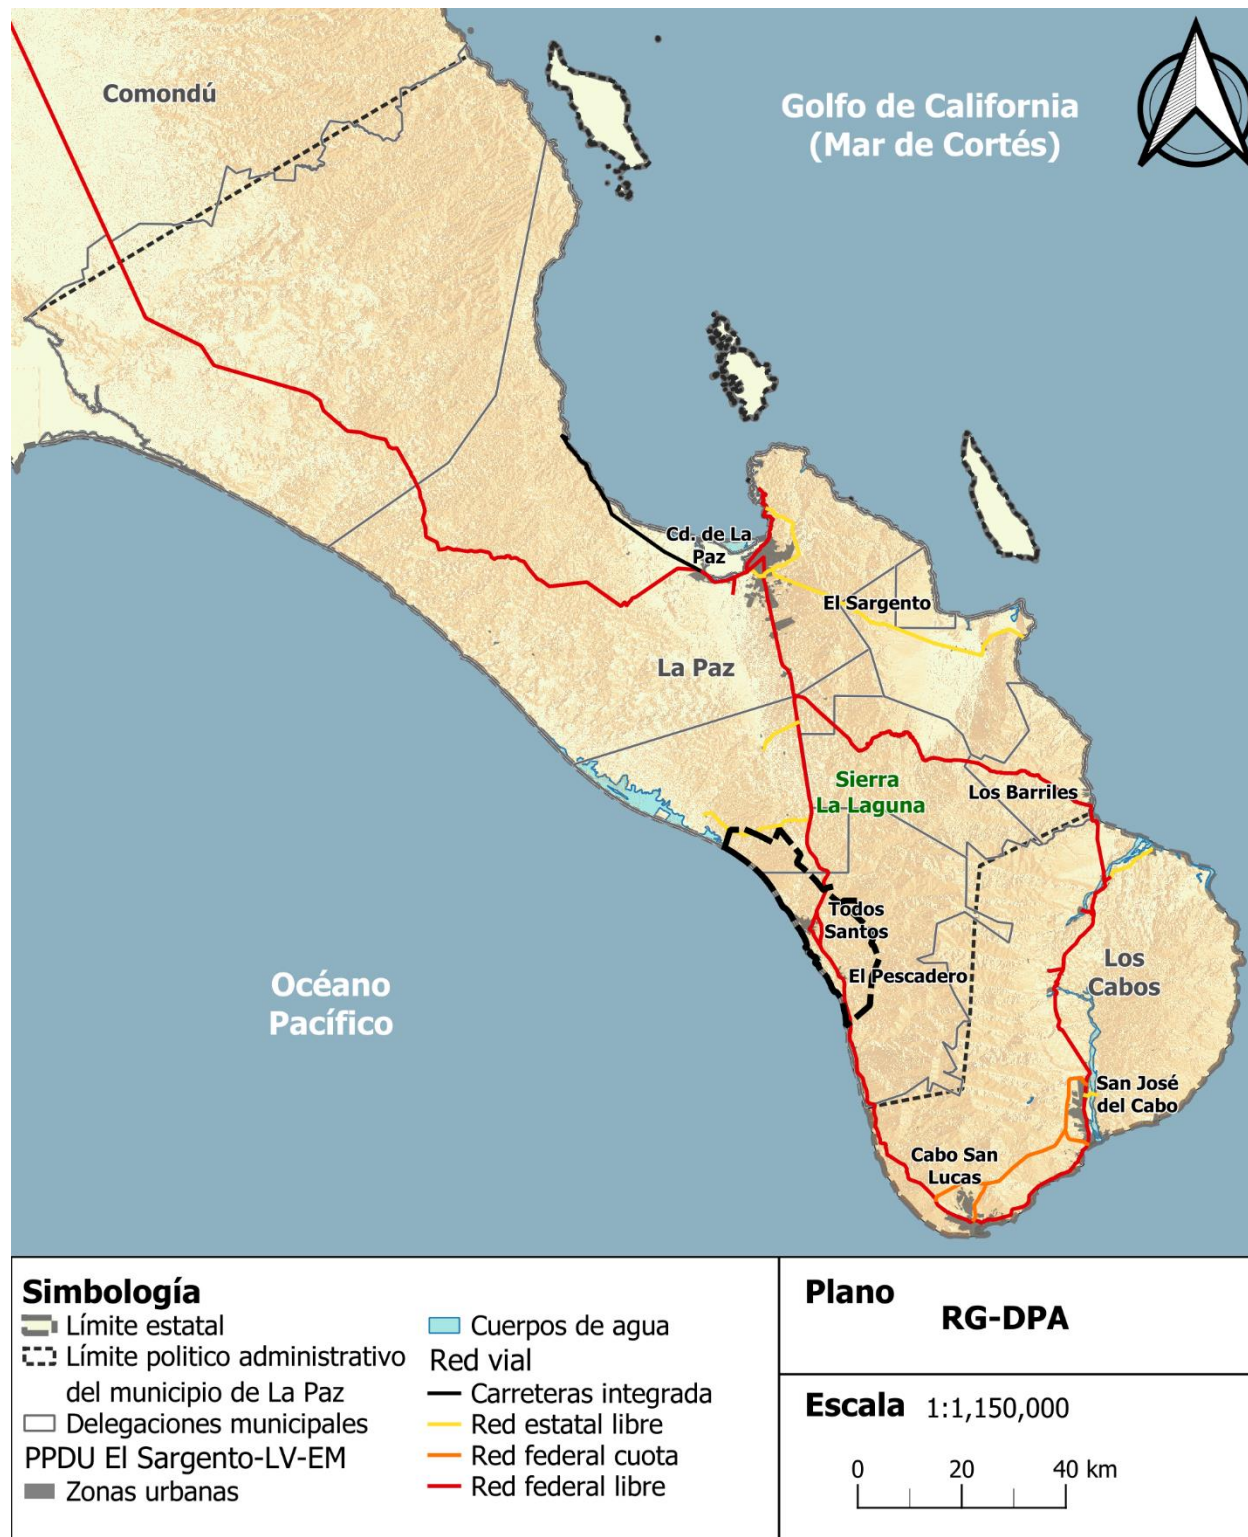 Comondú
Golfo de California
(Mar de Cortés)
Cd. de La
Paz
El Sargento
La Paz
Sierra
La Laguna
Los Barriles
Todos
Santos
El Pescadero
Los
Cabos
Océano
Pacífico
San José
del Cabo
Cabo San
Lucas
Simbología
Límite estatal
Límite politico administrativo
del municipio de La Paz
Delegaciones municipales
PPDU El Sargento-LV-EM
Zonas urbanas
Cuerpos de agua
Red vial
Carreteras integrada
Red estatal libre
Red federal cuota
Red federal libre
Plano
RG-DPA
Escala 1:1,150,000
0 20 40 km